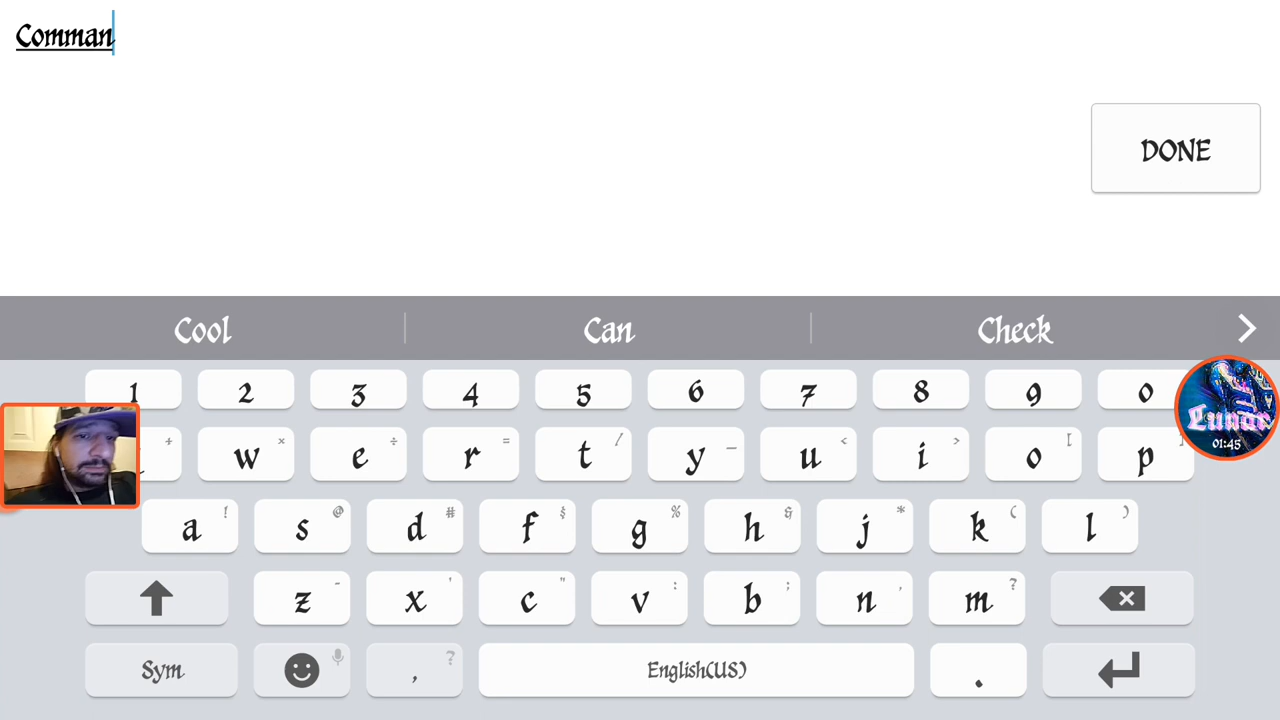 Comman
DONE
Cool Can Check
1 2 3 4 5 6 7 8 9 0
+ w × e ÷ r = t / y _ u < i > o [ p ]
a ! s @ d # f $ g % h & j * k ( l )
z - x ' c " v : b ; n , m ?
Sym , ? English(US) .
Lunar
01:45